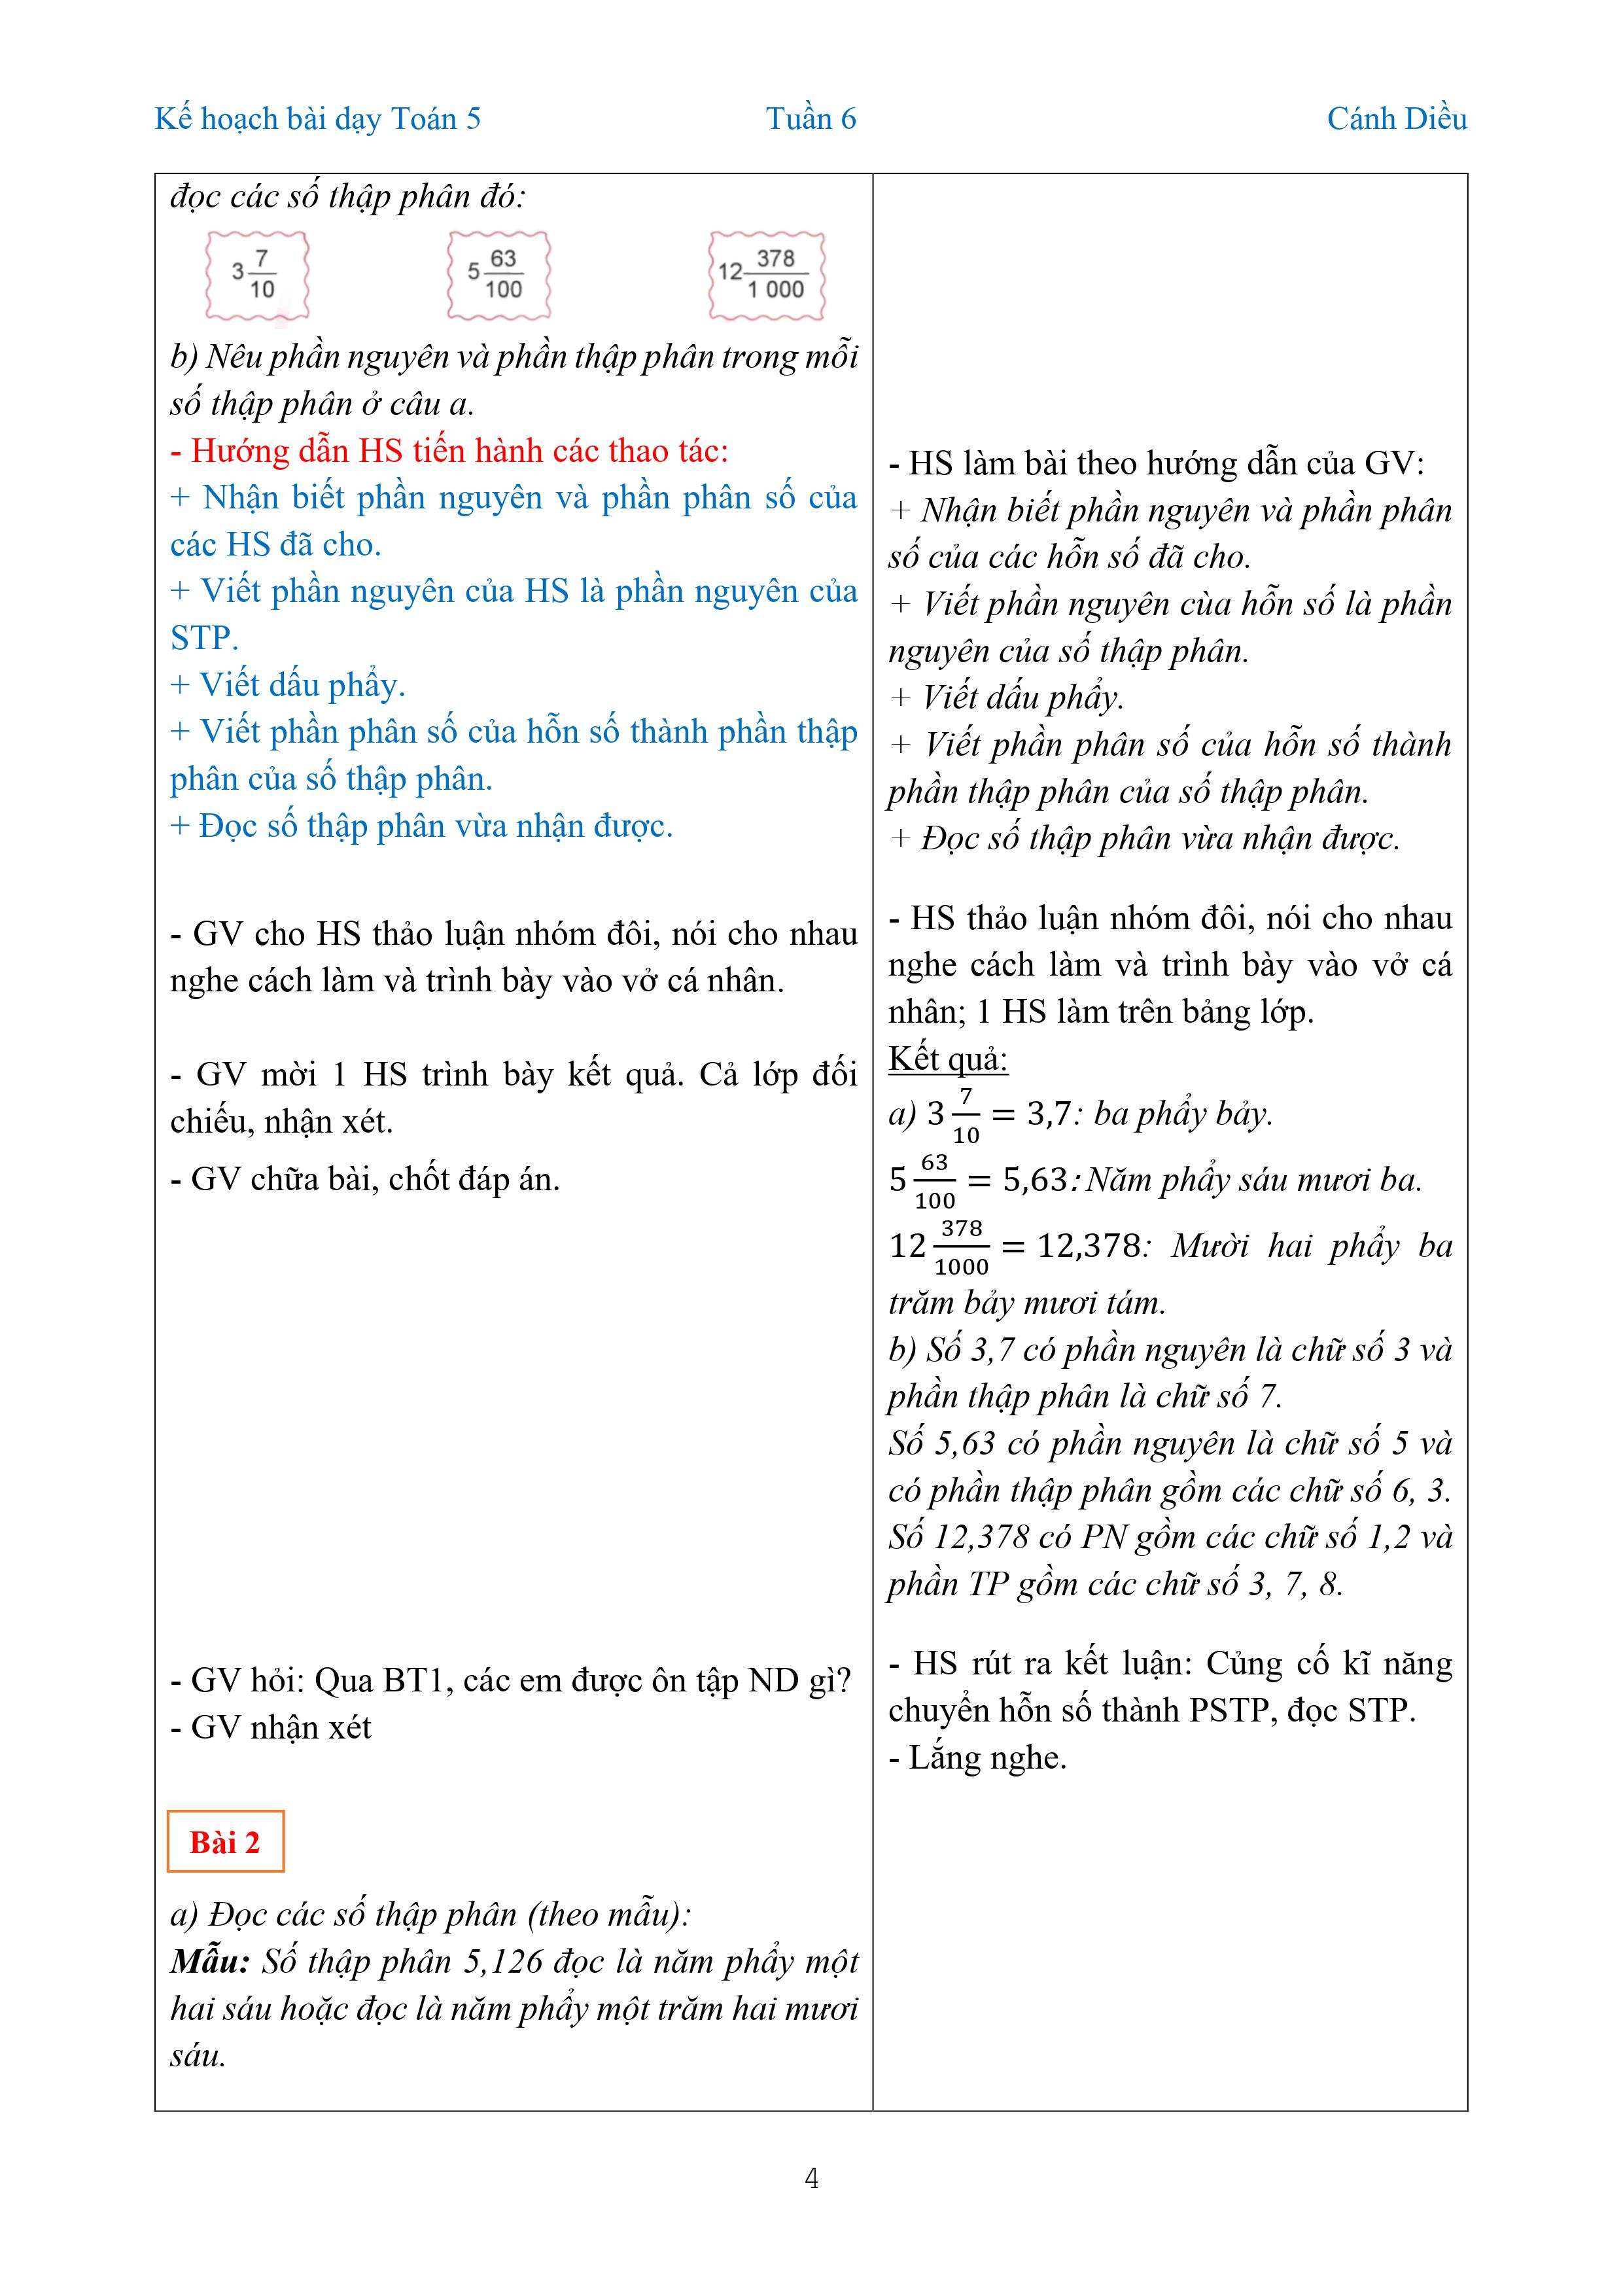 Kế hoạch bài dạy Toán 5 Tuần 6 Cánh Diều
đọc các số thập phân đó:
3 7/10 5 63/100 12 378/1 000
b) Nêu phần nguyên và phần thập phân trong mỗi
số thập phân ở câu a.
- Hướng dẫn HS tiến hành các thao tác:
+ Nhận biết phần nguyên và phần phân số của
các HS đã cho.
+ Viết phần nguyên của HS là phần nguyên của
STP.
+ Viết dấu phẩy.
+ Viết phần phân số của hỗn số thành phần thập
phân của số thập phân.
+ Đọc số thập phân vừa nhận được.
- GV cho HS thảo luận nhóm đôi, nói cho nhau
nghe cách làm và trình bày vào vở cá nhân.
- GV mời 1 HS trình bày kết quả. Cả lớp đối
chiếu, nhận xét.
- GV chữa bài, chốt đáp án.
- GV hỏi: Qua BT1, các em được ôn tập ND gì?
- GV nhận xét
Bài 2
a) Đọc các số thập phân (theo mẫu):
Mẫu: Số thập phân 5,126 đọc là năm phẩy một
hai sáu hoặc đọc là năm phẩy một trăm hai mươi
sáu.
- HS làm bài theo hướng dẫn của GV:
+ Nhận biết phần nguyên và phần phân
số của các hỗn số đã cho.
+ Viết phần nguyên cùa hỗn số là phần
nguyên của số thập phân.
+ Viết dấu phẩy.
+ Viết phần phân số của hỗn số thành
phần thập phân của số thập phân.
+ Đọc số thập phân vừa nhận được.
- HS thảo luận nhóm đôi, nói cho nhau
nghe cách làm và trình bày vào vở cá
nhân; 1 HS làm trên bảng lớp.
Kết quả:
a) 3 7/10 = 3,7: ba phẩy bảy.
5 63/100 = 5,63: Năm phẩy sáu mươi ba.
12 378/1000 = 12,378: Mười hai phẩy ba
trăm bảy mươi tám.
b) Số 3,7 có phần nguyên là chữ số 3 và
phần thập phân là chữ số 7.
Số 5,63 có phần nguyên là chữ số 5 và
có phần thập phân gồm các chữ số 6, 3.
Số 12,378 có PN gồm các chữ số 1,2 và
phần TP gồm các chữ số 3, 7, 8.
- HS rút ra kết luận: Củng cố kĩ năng
chuyển hỗn số thành PSTP, đọc STP.
- Lắng nghe.
4